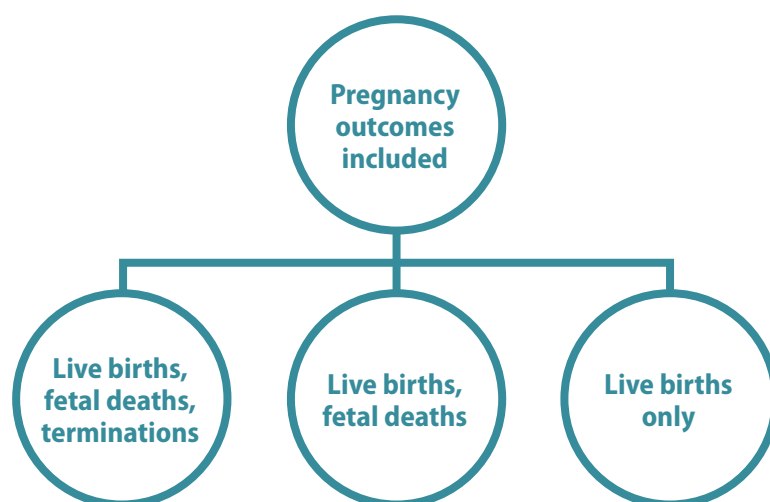 Pregnancy
outcomes
included
Live births,
fetal deaths,
terminations
Live births,
fetal deaths
Live births
only